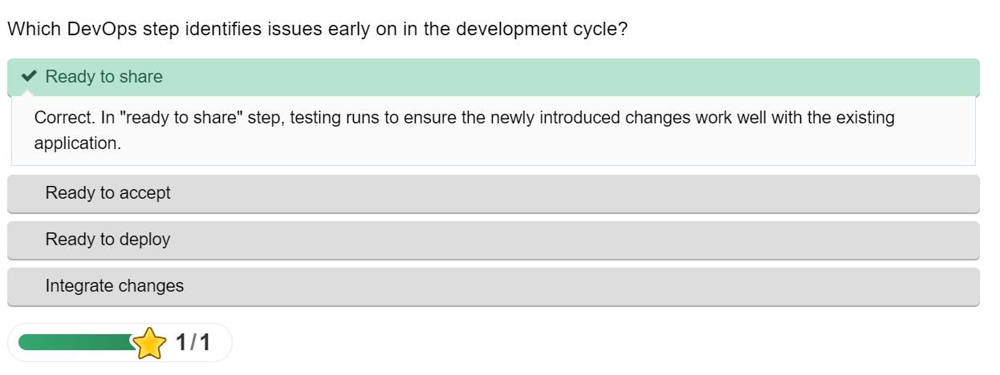 Which DevOps step identifies issues early on in the development cycle?
Ready to share
Correct. In "ready to share" step, testing runs to ensure the newly introduced changes work well with the existing
application.
Ready to accept
Ready to deploy
Integrate changes
1/1